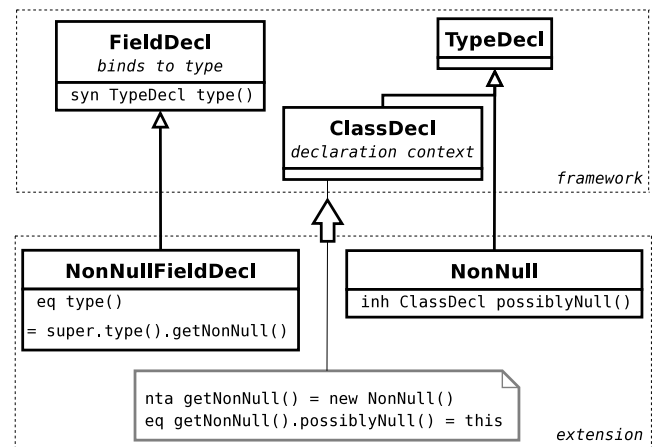 FieldDecl
binds to type
syn TypeDecl type()
TypeDecl
ClassDecl
declaration context
framework
NonNullFieldDecl
eq type()
= super.type().getNonNull()
NonNull
inh ClassDecl possiblyNull()
nta getNonNull() = new NonNull()
eq getNonNull().possiblyNull() = this
extension